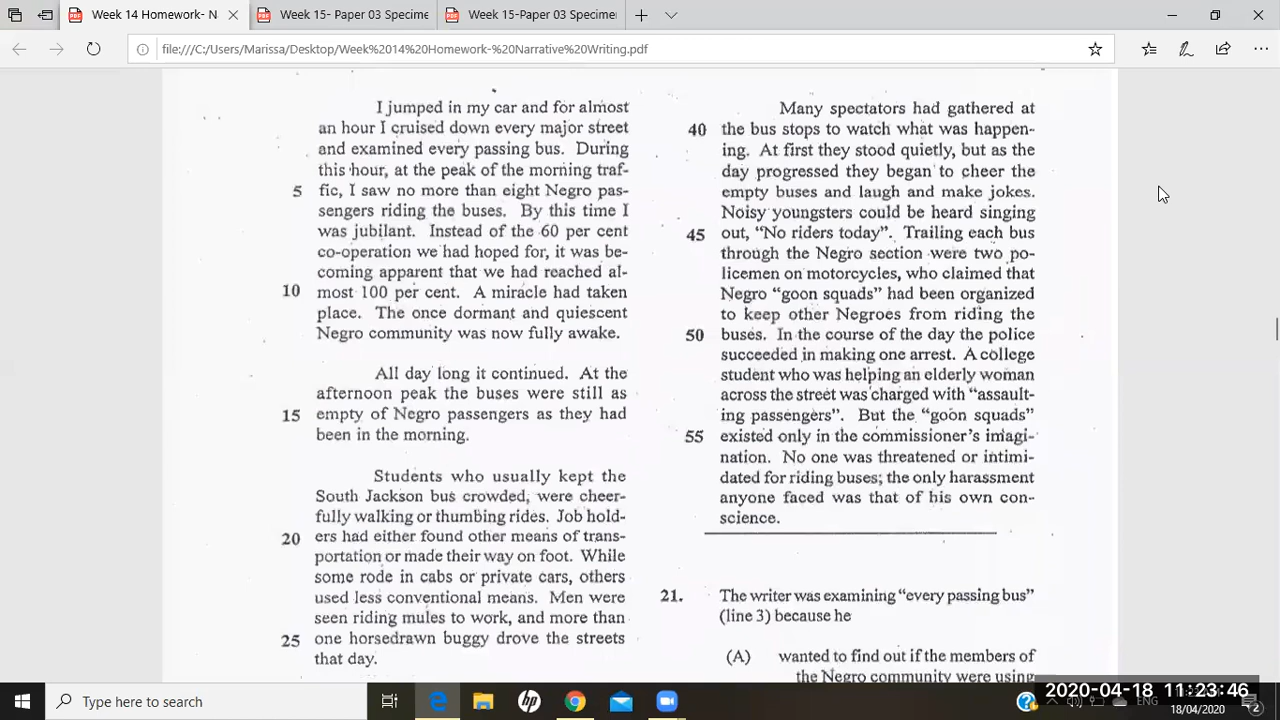 Week 14 Homework- N
Week 15- Paper 03 Specime
Week 15-Paper 03 Specime
file:///C:/Users/Marissa/Desktop/Week%2014%20Homework-%20Narrative%20Writing.pdf
I jumped in my car and for almost
an hour I cruised down every major street
and examined every passing bus. During
this hour, at the peak of the morning traf-
5 fic, I saw no more than eight Negro pas-
sengers riding the buses. By this time I
was jubilant. Instead of the 60 per cent
co-operation we had hoped for, it was be-
coming apparent that we had reached al-
10 most 100 per cent. A miracle had taken
place. The once dormant and quiescent
Negro community was now fully awake.
All day long it continued. At the
afternoon peak the buses were still as
15 empty of Negro passengers as they had
been in the morning.
Students who usually kept the
South Jackson bus crowded, were cheer-
fully walking or thumbing rides. Job hold-
20 ers had either found other means of trans-
portation or made their way on foot. While
some rode in cabs or private cars, others
used less conventional means. Men were
seen riding mules to work, and more than
25 one horsedrawn buggy drove the streets
that day.
Many spectators had gathered at
40 the bus stops to watch what was happen-
ing. At first they stood quietly, but as the
day progressed they began to cheer the
empty buses and laugh and make jokes.
Noisy youngsters could be heard singing
45 out, "No riders today". Trailing each bus
through the Negro section were two po-
licemen on motorcycles, who claimed that
Negro "goon squads" had been organized
to keep other Negroes from riding the
50 buses. In the course of the day the police
succeeded in making one arrest. A college
student who was helping an elderly woman
across the street was charged with "assault-
ing passengers". But the "goon squads"
55 existed only in the commissioner's imagi-
nation. No one was threatened or intimi-
dated for riding buses; the only harassment
anyone faced was that of his own con-
science.
21. The writer was examining "every passing bus"
(line 3) because he
(A) wanted to find out if the members of
the Negro community were using
Type here to search
ENG
2020-04-18 11:23:46
18/04/2020
2